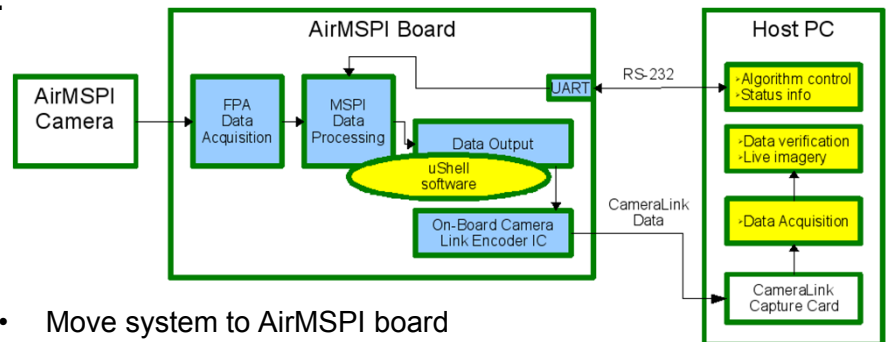 AirMSPI Board
Host PC
AirMSPI
Camera
FPA
Data
Acquisition
MSPI
Data
Processing
UART
RS-232
➢Algorithm control
➢Status info
Data Output
uShell
software
➢Data verification
➢Live imagery
CameraLink
Data
➢Data Acquisition
On-Board Camera
Link Encoder IC
CameraLink
Capture Card
• Move system to AirMSPI board